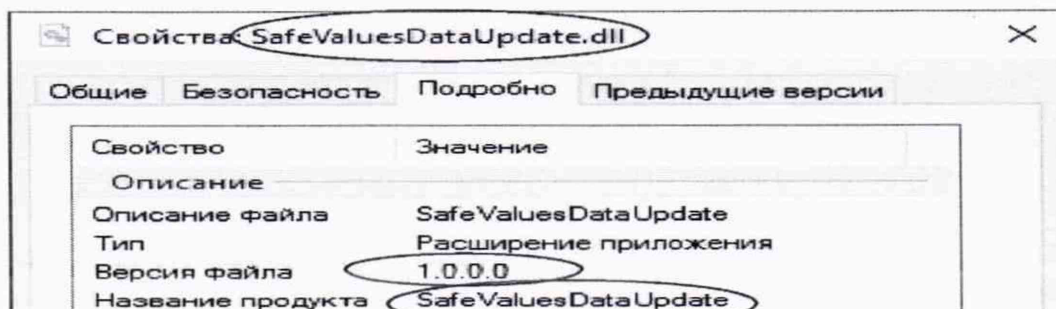 Свойства: SafeValuesDataUpdate.dll
Общие Безопасность Подробно Предыдущие версии
Свойство Значение
Описание
Описание файла SafeValuesDataUpdate
Тип Расширение приложения
Версия файла 1.0.0.0
Название продукта SafeValuesDataUpdate